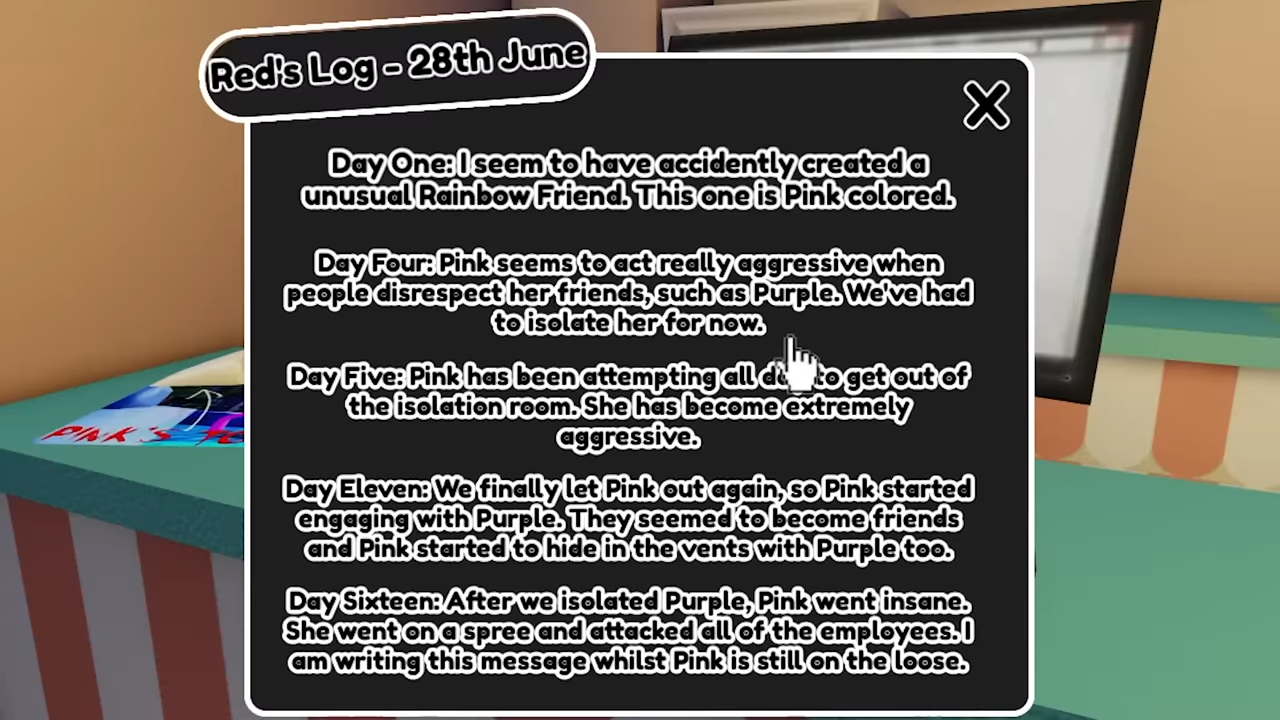 Red's Log - 28th June
Day One: I seem to have accidently created a
unusual Rainbow Friend. This one is Pink colored.
Day Four: Pink seems to act really aggressive when
people disrespect her friends, such as Purple. We've had
to isolate her for now.
Day Five: Pink has been attempting all to get out of
the isolation room. She has become extremely
aggressive.
Day Eleven: We finally let Pink out again, so Pink started
engaging with Purple. They seemed to become friends
and Pink started to hide in the vents with Purple too.
Day Sixteen: After we isolated Purple, Pink went insane.
She went on a spree and attacked all of the employees. I
am writing this message whilst Pink is still on the loose.
PINK'S